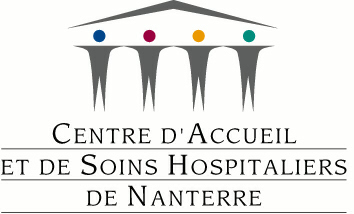 CENTRE D'ACCUEIL
ET DE SOINS HOSPITALIERS
DE NANTERRE